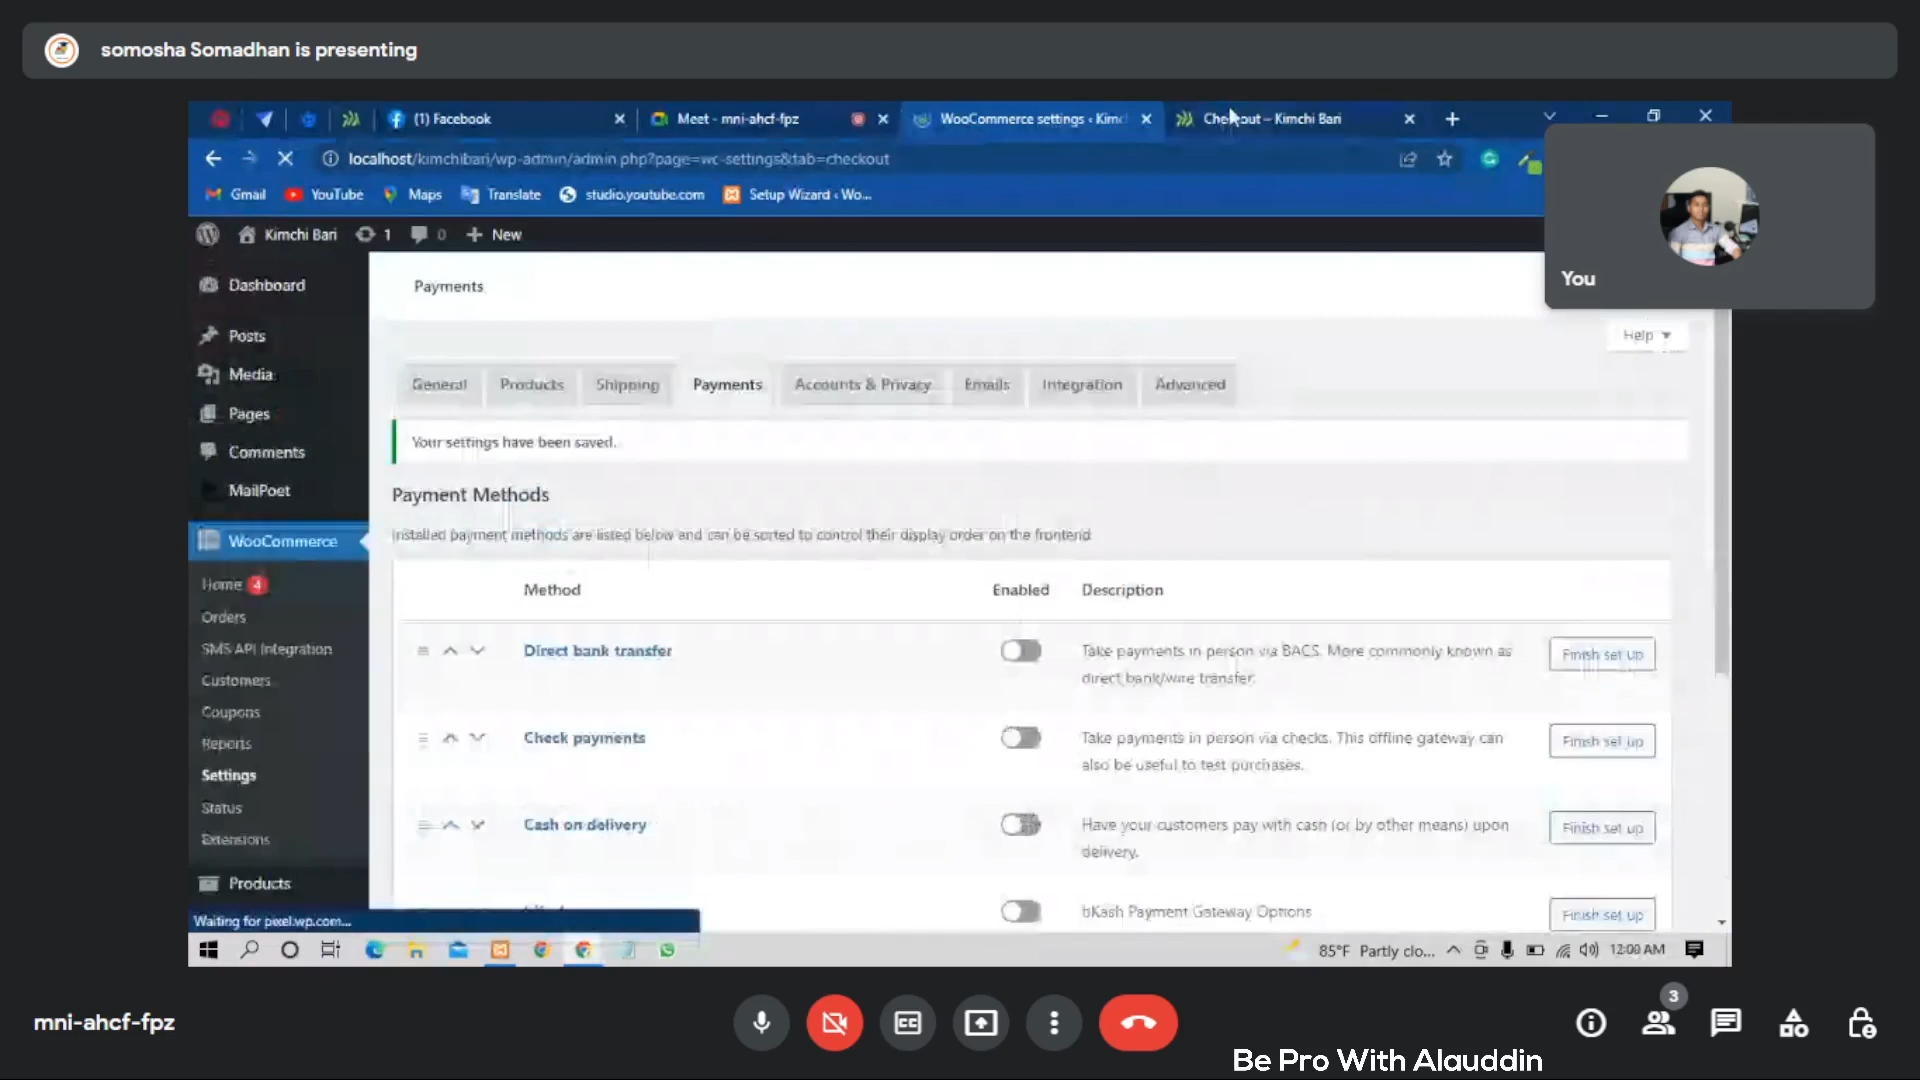 somosha Somadhan is presenting
(1) Facebook
Meet - mni-ahcf-fpz
WooCommerce settings ‹ Kimc
Checkout – Kimchi Bari
localhost/kimchibari/wp-admin/admin.php?page=wc-settings&tab=checkout
Gmail
YouTube
Maps
Translate
studio.youtube.com
Setup Wizard ‹ Wo...
Kimchi Bari
1
0
New
You
Dashboard
Posts
Media
Pages
Comments
MailPoet
WooCommerce
Home 4
Orders
SMS API Integration
Customers
Coupons
Reports
Settings
Status
Extensions
Products
Waiting for pixel.wp.com...
Payments
Help
General
Products
Shipping
Payments
Accounts & Privacy
Emails
Integration
Advanced
Your settings have been saved.
Payment Methods
Installed payment methods are listed below and can be sorted to control their display order on the frontend.
Method
Enabled
Description
Direct bank transfer
Take payments in person via BACS. More commonly known as
direct bank/wire transfer.
Finish set up
Check payments
Take payments in person via checks. This offline gateway can
also be useful to test purchases.
Finish set up
Cash on delivery
Have your customers pay with cash (or by other means) upon
delivery.
Finish set up
bKash Payment Gateway Options
Finish set up
85°F Partly clo...
12:00 AM
mni-ahcf-fpz
3
Be Pro With Alauddin